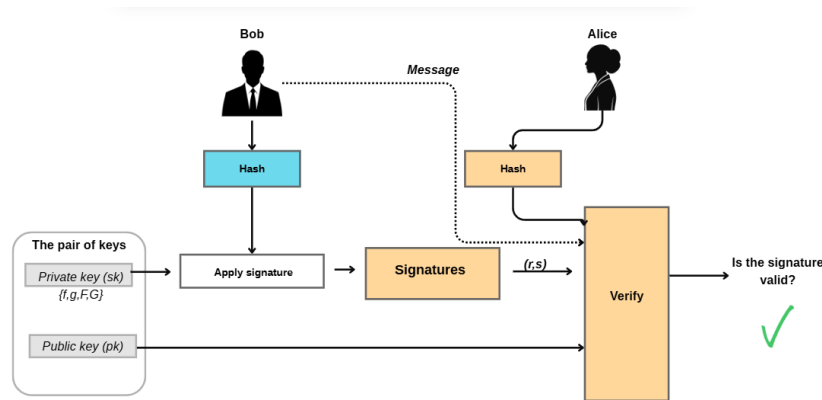 Bob
Alice
Message
Hash
Hash
The pair of keys
Private key (sk)
{f,g,F,G}
Apply signature
Signatures
(r,s)
Verify
Is the signature
valid?
Public key (pk)